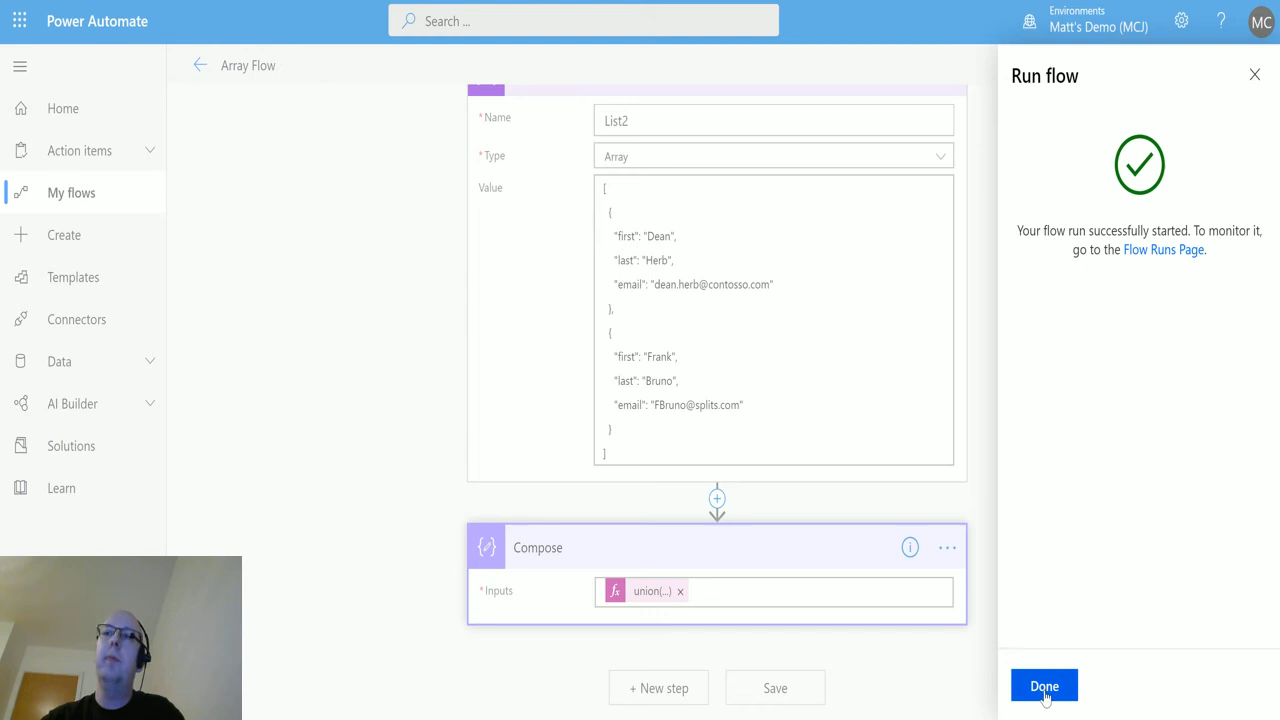 Power Automate
Search ...
Environments
Matt's Demo (MCJ)
?
MC
Array Flow
Home
Action items
My flows
Create
Templates
Connectors
Data
AI Builder
Solutions
Learn
* Name
List2
* Type
Array
Value
[
{
"first": "Dean",
"last": "Herb",
"email": "dean.herb@contosso.com"
},
{
"first": "Frank",
"last": "Bruno",
"email": "FBruno@splits.com"
}
]
Compose
* Inputs
fx union(...) x
+ New step
Save
Run flow
Your flow run successfully started. To monitor it,
go to the Flow Runs Page.
Done